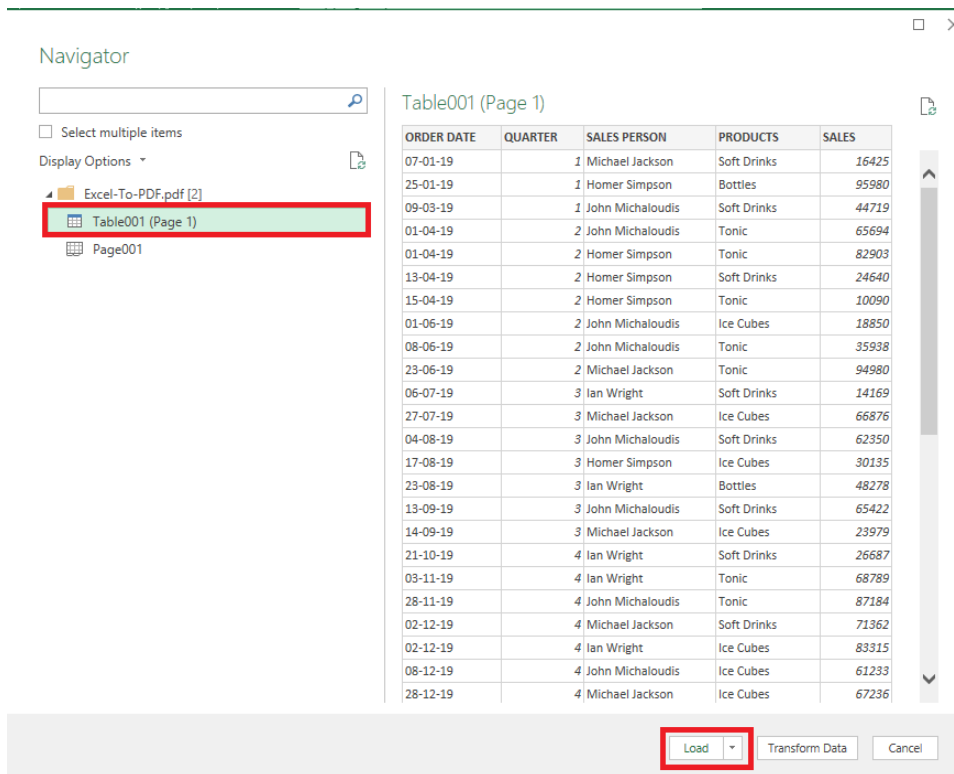 Navigator
Select multiple items
Display Options
Excel-To-PDF.pdf [2]
Table001 (Page 1)
Page001
Table001 (Page 1)
ORDER DATE QUARTER SALES PERSON PRODUCTS SALES
07-01-19 1 Michael Jackson Soft Drinks 16425
25-01-19 1 Homer Simpson Bottles 95980
09-03-19 1 John Michaloudis Soft Drinks 44719
01-04-19 2 John Michaloudis Tonic 65694
01-04-19 2 Homer Simpson Tonic 82903
13-04-19 2 Homer Simpson Soft Drinks 24640
15-04-19 2 Homer Simpson Tonic 10090
01-06-19 2 John Michaloudis Ice Cubes 18850
08-06-19 2 John Michaloudis Tonic 35938
23-06-19 2 Michael Jackson Tonic 94980
06-07-19 3 Ian Wright Soft Drinks 14169
27-07-19 3 Michael Jackson Ice Cubes 66876
04-08-19 3 John Michaloudis Soft Drinks 62350
17-08-19 3 Homer Simpson Ice Cubes 30135
23-08-19 3 Ian Wright Bottles 48278
13-09-19 3 John Michaloudis Soft Drinks 65422
14-09-19 3 Michael Jackson Ice Cubes 23979
21-10-19 4 Ian Wright Soft Drinks 26687
03-11-19 4 Ian Wright Tonic 68789
28-11-19 4 John Michaloudis Tonic 87184
02-12-19 4 Michael Jackson Soft Drinks 71362
02-12-19 4 Ian Wright Ice Cubes 83315
08-12-19 4 John Michaloudis Ice Cubes 61233
28-12-19 4 Michael Jackson Ice Cubes 67236
Load Transform Data Cancel